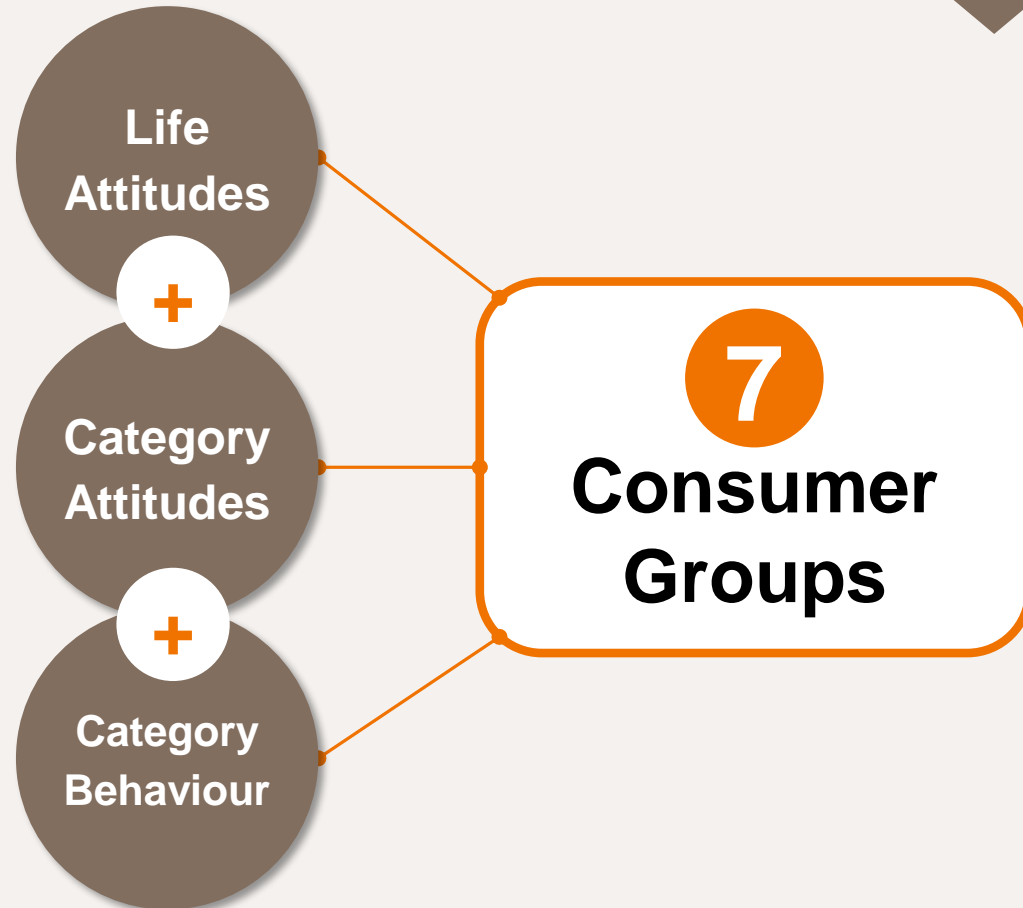 Life
Attitudes
+
Category
Attitudes
+
Category
Behaviour
7
Consumer
Groups